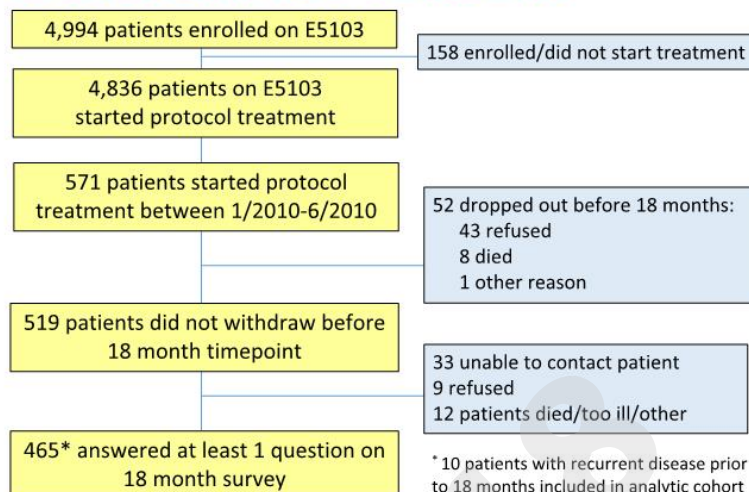 4,994 patients enrolled on E5103
158 enrolled/did not start treatment
4,836 patients on E5103
started protocol treatment
571 patients started protocol
treatment between 1/2010-6/2010
52 dropped out before 18 months:
43 refused
8 died
1 other reason
519 patients did not withdraw before
18 month timepoint
33 unable to contact patient
9 refused
12 patients died/too ill/other
465* answered at least 1 question on
18 month survey
* 10 patients with recurrent disease prior
to 18 months included in analytic cohort